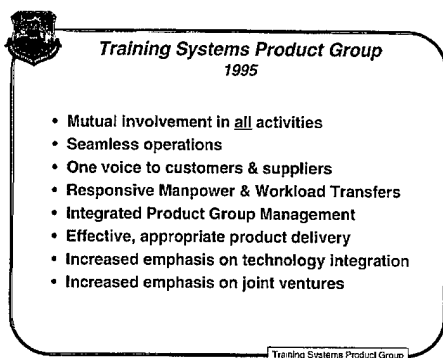 Training Systems Product Group
1995
• Mutual involvement in all activities
• Seamless operations
• One voice to customers & suppliers
• Responsive Manpower & Workload Transfers
• Integrated Product Group Management
• Effective, appropriate product delivery
• Increased emphasis on technology integration
• Increased emphasis on joint ventures
Training Systems Product Group